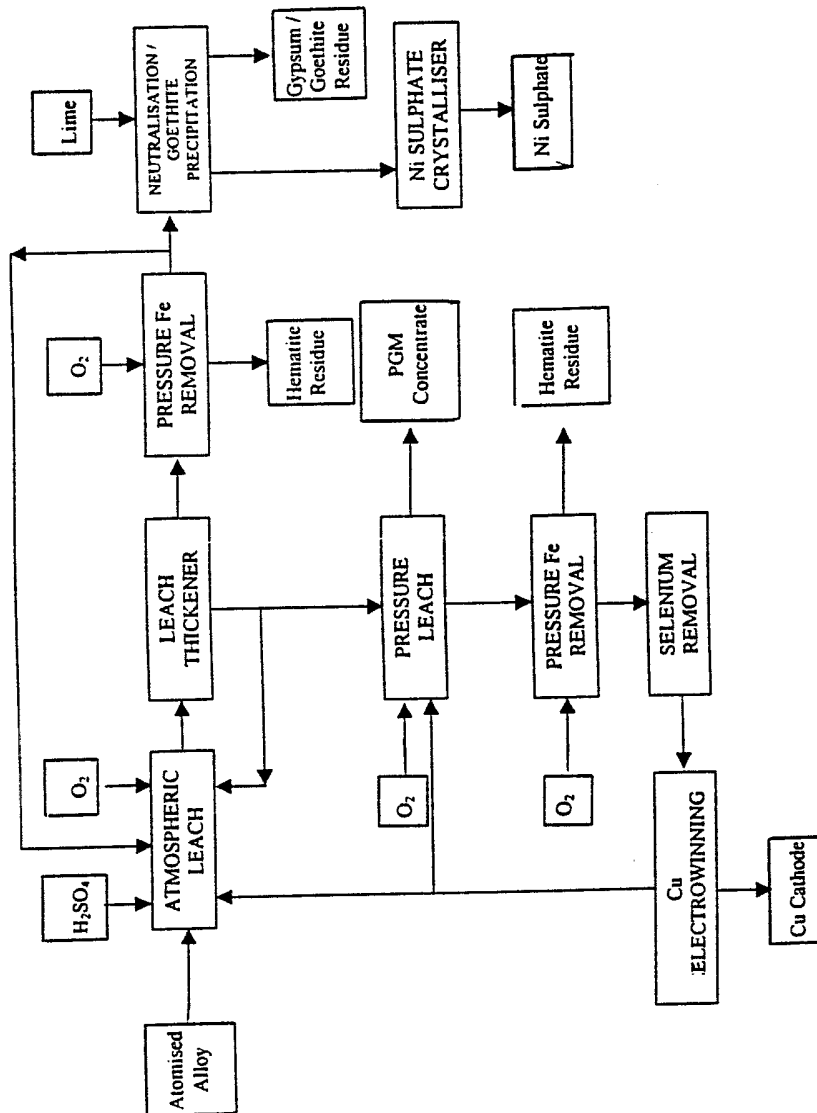 Atomised
Alloy
H₂SO₄
O₂
ATMOSPHERIC
LEACH
LEACH
THICKENER
O₂
PRESSURE Fe
REMOVAL
Hematite
Residue
Lime
NEUTRALISATION /
GOETHITE
PRECIPITATION
Gypsum /
Goethite
Residue
Ni SULPHATE
CRYSTALLISER
Ni Sulphate
O₂
PRESSURE
LEACH
PGM
Concentrate
O₂
PRESSURE Fe
REMOVAL
Hematite
Residue
SELENIUM
REMOVAL
Cu
ELECTROWINNING
Cu Cathode